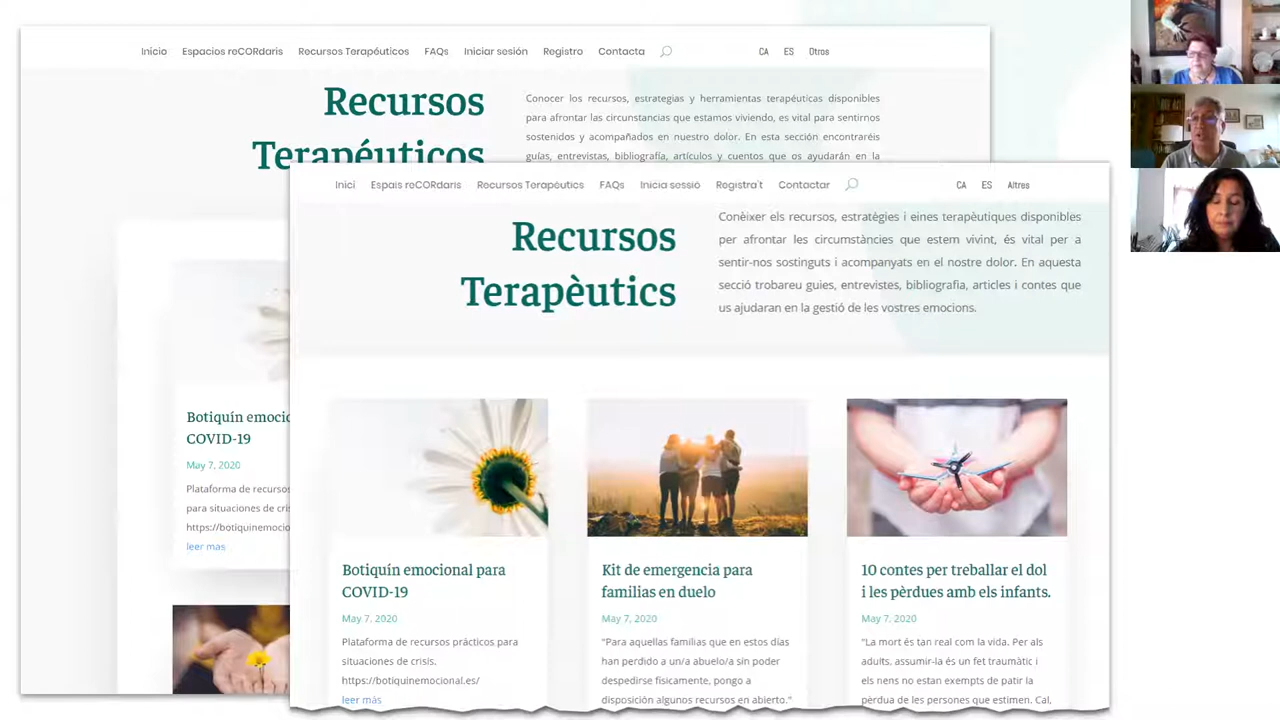 Inicio Espacios reCORdaris Recursos Terapéuticos FAQs Iniciar sesión Registro Contacta CA ES Otros
Recursos
Terapéuticos
Conocer los recursos, estrategias y herramientas terapéuticas disponibles
para afrontar las circunstancias que estamos viviendo, es vital para sentirnos
sostenidos y acompañados en nuestro dolor. En esta sección encontraréis
guías, entrevistas, bibliografía, artículos y cuentos que os ayudarán en la
Botiquín emocio
COVID-19
May 7, 2020
Plataforma de recursos
para situaciones de cris
https://botiquinemocio
leer mas
Inici Espais reCORdaris Recursos Terapèutics FAQs Inicia sessió Registra't Contactar CA ES Altres
Recursos
Terapèutics
Conèixer els recursos, estratègies i eines terapèutiques disponibles
per afrontar les circumstàncies que estem vivint, és vital per a
sentir-nos sostinguts i acompanyats en el nostre dolor. En aquesta
secció trobareu guies, entrevistes, bibliografia, articles i contes que
us ajudaran en la gestió de les vostres emocions.
Botiquín emocional para
COVID-19
May 7, 2020
Plataforma de recursos prácticos para
situaciones de crisis.
https://botiquinemocional.es/
leer más
Kit de emergencia para
familias en duelo
May 7, 2020
"Para aquellas familias que en estos días
han perdido a un/a abuelo/a sin poder
despedirse físicamente, pongo a
disposición algunos recursos en abierto."
10 contes per treballar el dol
i les pèrdues amb els infants.
May 7, 2020
"La mort és tan real com la vida. Per als
adults, assumir-la és un fet traumàtic i
els nens no estan exempts de patir la
pèrdua de les persones que estimen. Cal,